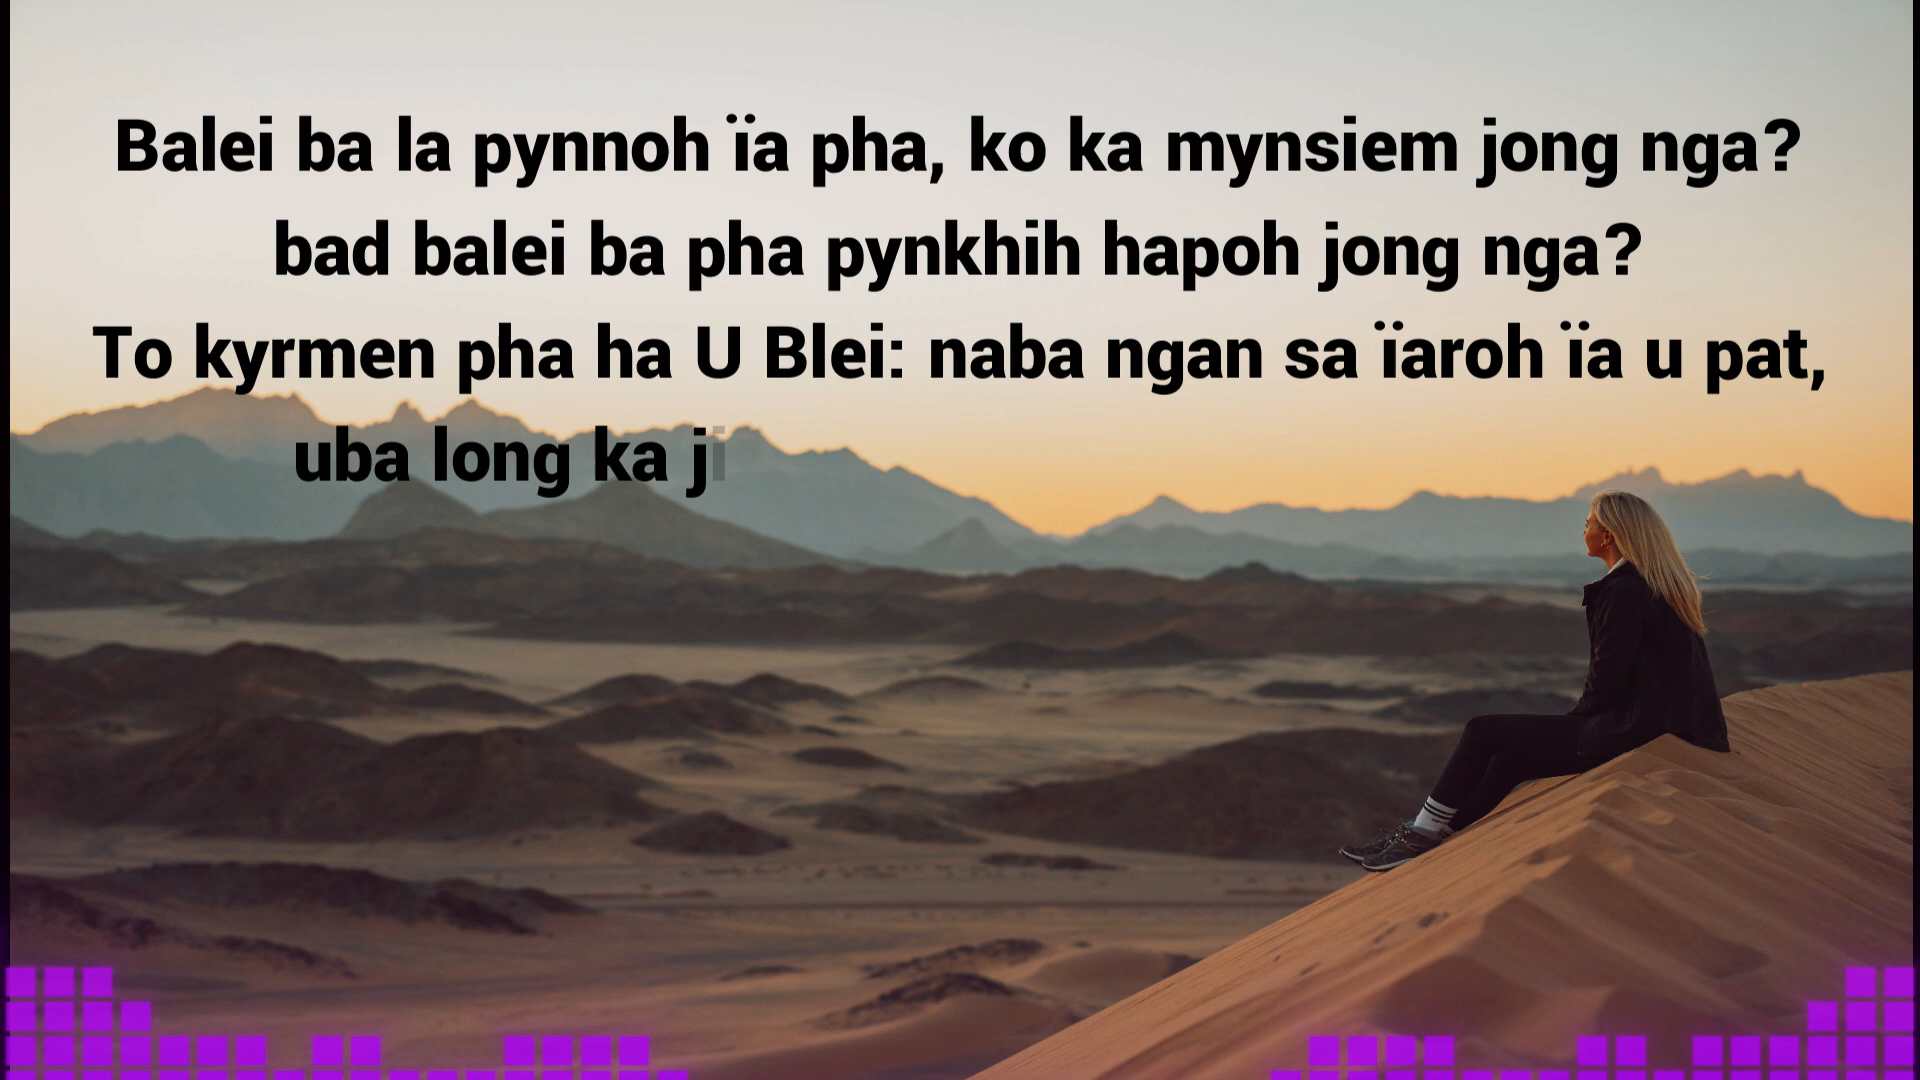 Balei ba la pynnoh ïa pha, ko ka mynsiem jong nga?
bad balei ba pha pynkhih hapoh jong nga?
To kyrmen pha ha U Blei: naba ngan sa ïaroh ïa u pat,
uba long ka ji